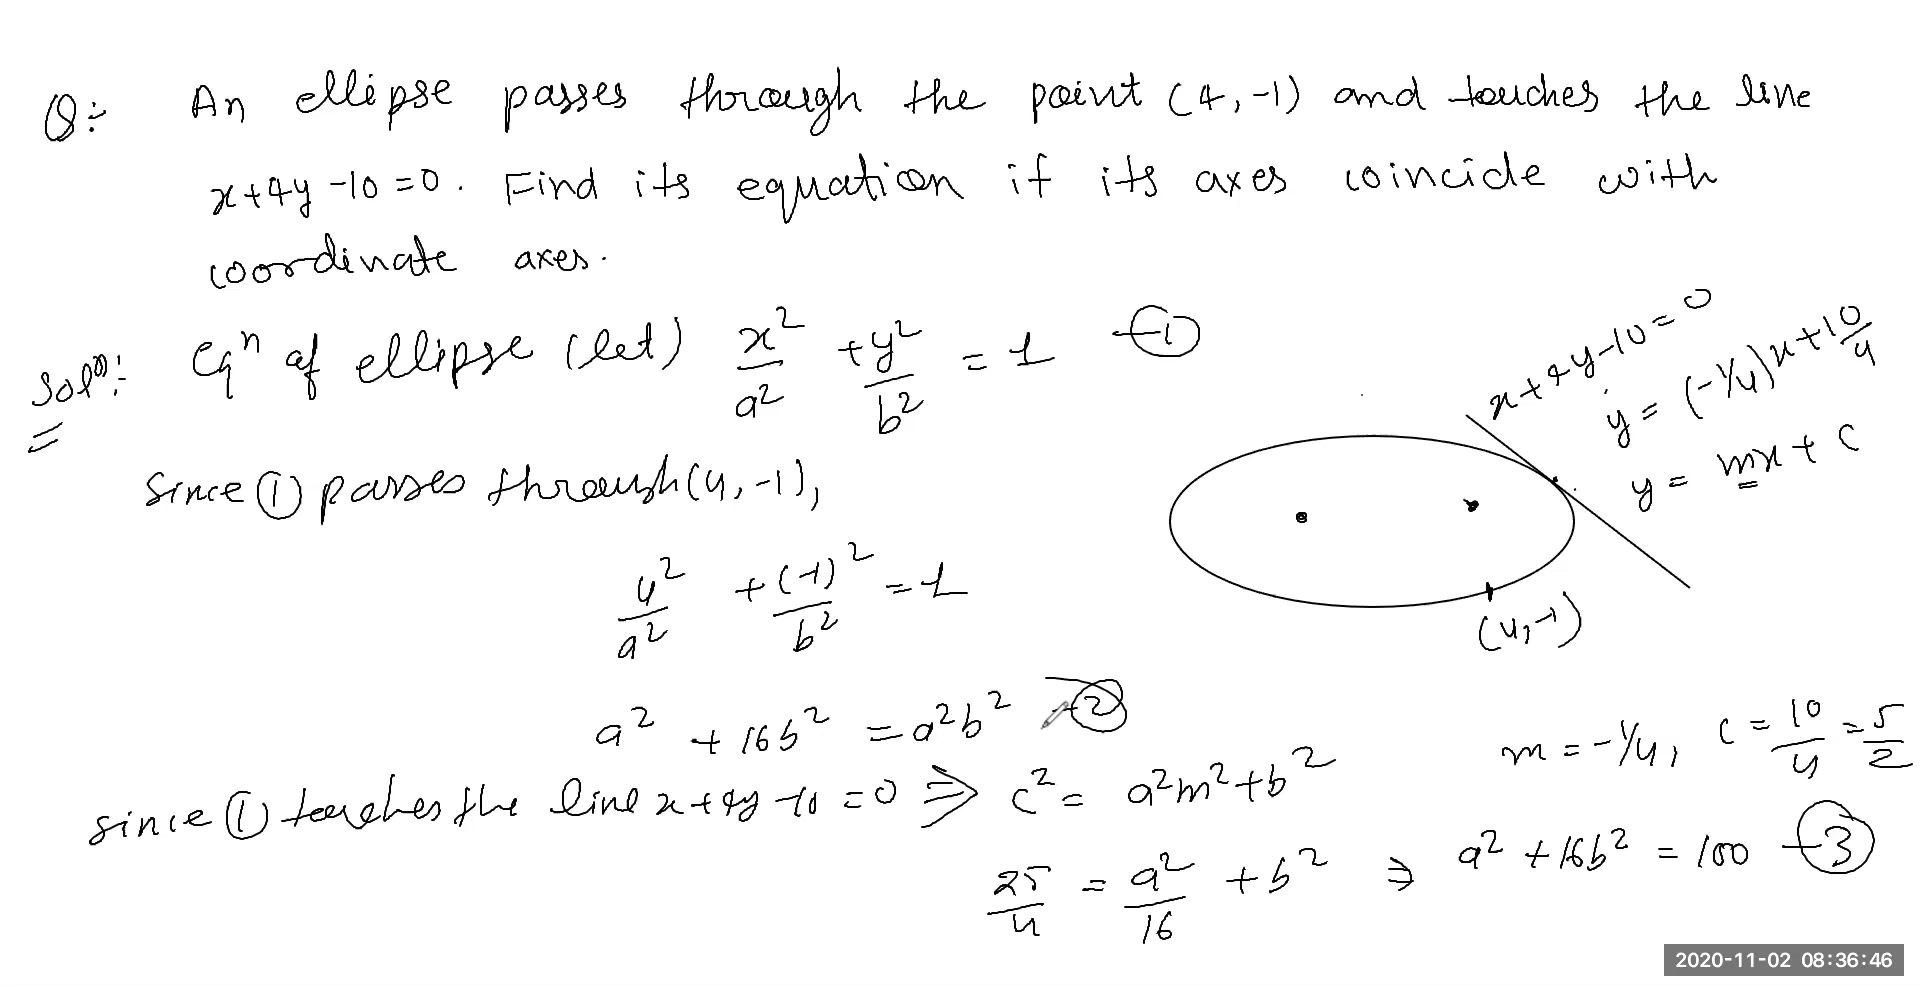 Q:- An ellipse passes through the point (4,-1) and touches the line
x+4y-10=0. Find its equation if its axes coincide with
coordinate axes.
Solⁿ:- Eqⁿ of ellipse (let) x²/a² + y²/b² = 1 —①
since ① passes through (4,-1),
4²/a² + (-1)²/b² = 1
a² + 16b² = a²b² —②
since ① touches the line x+4y-10=0 ⇒ c² = a²m²+b²
25/4 = a²/16 + b² ⇒ a² + 16b² = 100 —③
x+4y-10=0
y = (-1/4)x+10/4
y = mx + c
(4,-1)
m = -1/4, c = 10/4 = 5/2
2020-11-02 08:36:46